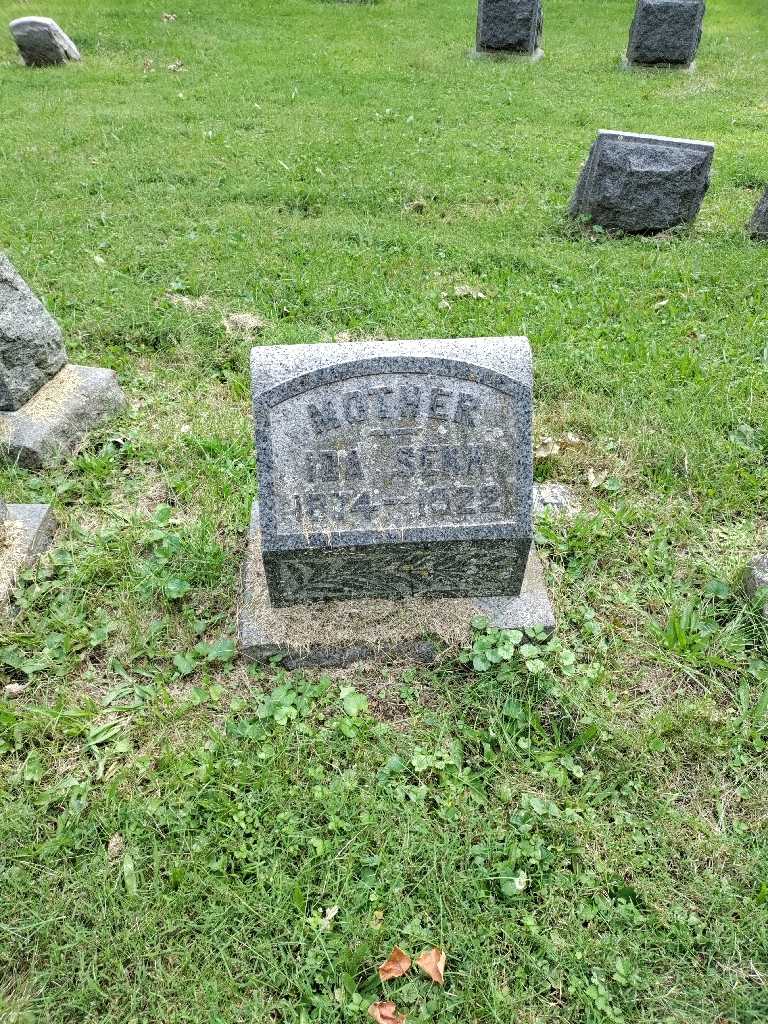 MOTHER
IDA SENN
1874-1922